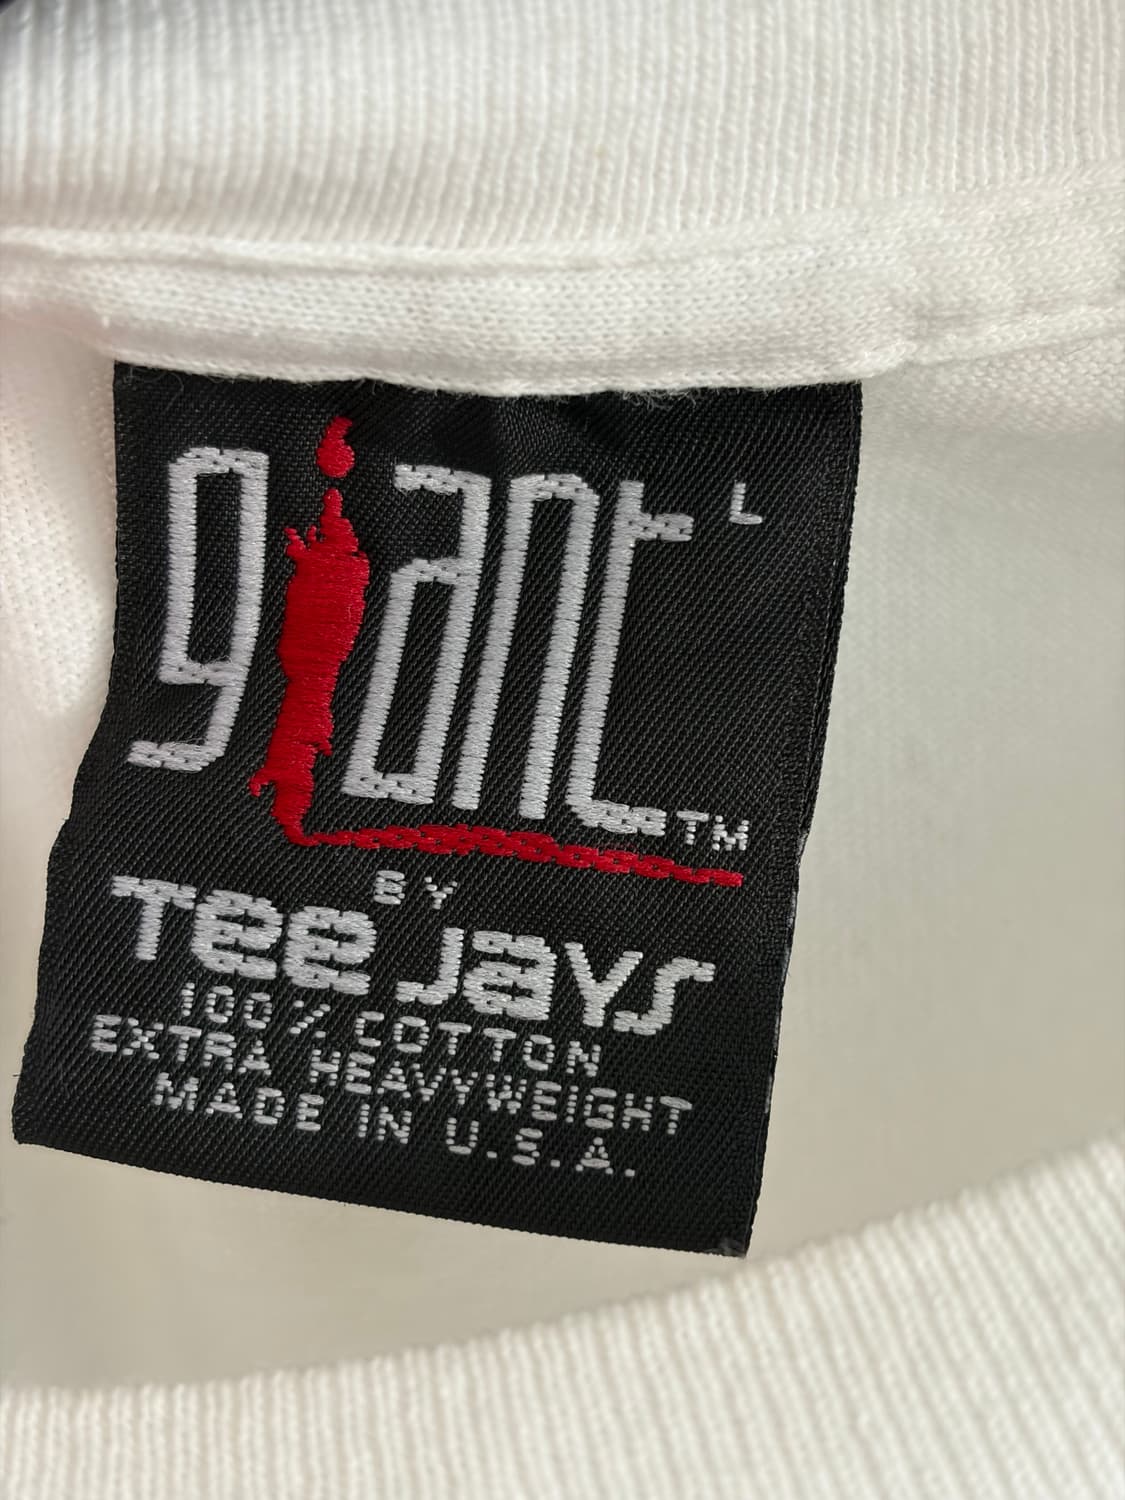 giant L
TM
BY
Tee Jays
100% COTTON
EXTRA HEAVYWEIGHT
MADE IN U.S.A.